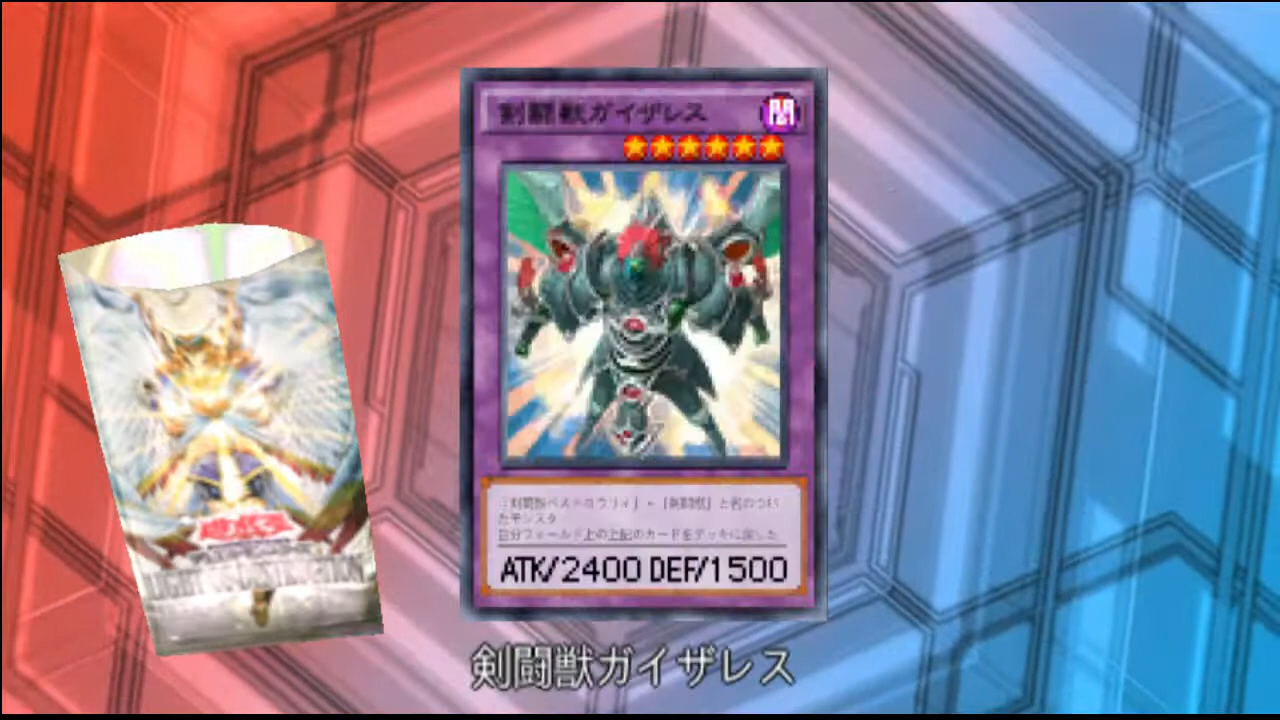 剣闘獣ガイザレス
闇
「剣闘獣ベストロウリィ」+「剣闘獣」と名のつい
たモンスタ
自分フィールド上の上記のカードをデッキに戻した
ATK/2400 DEF/1500
剣闘獣ガイザレス